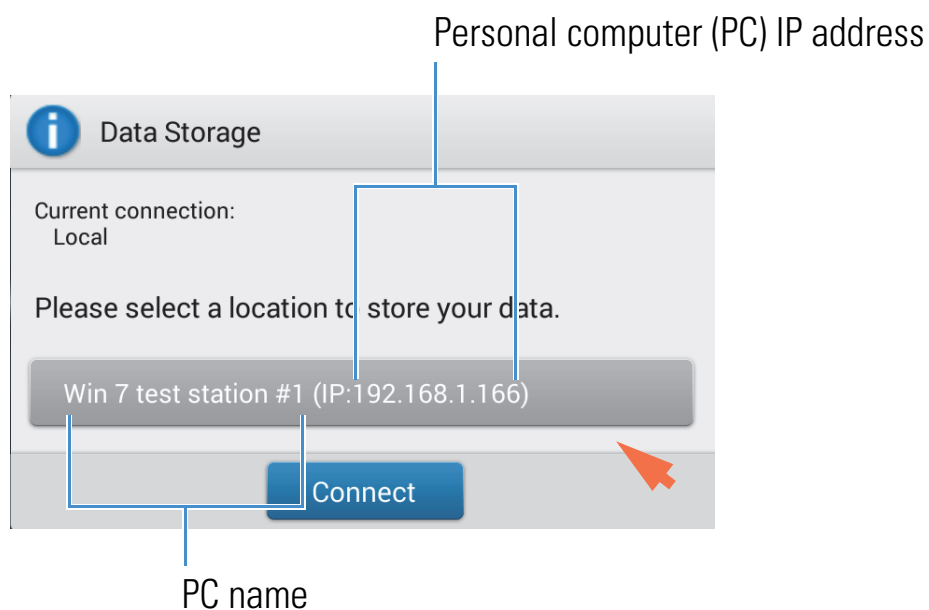 Personal computer (PC) IP address
Data Storage
Current connection:
Local
Please select a location to store your data.
Win 7 test station #1 (IP:192.168.1.166)
Connect
PC name